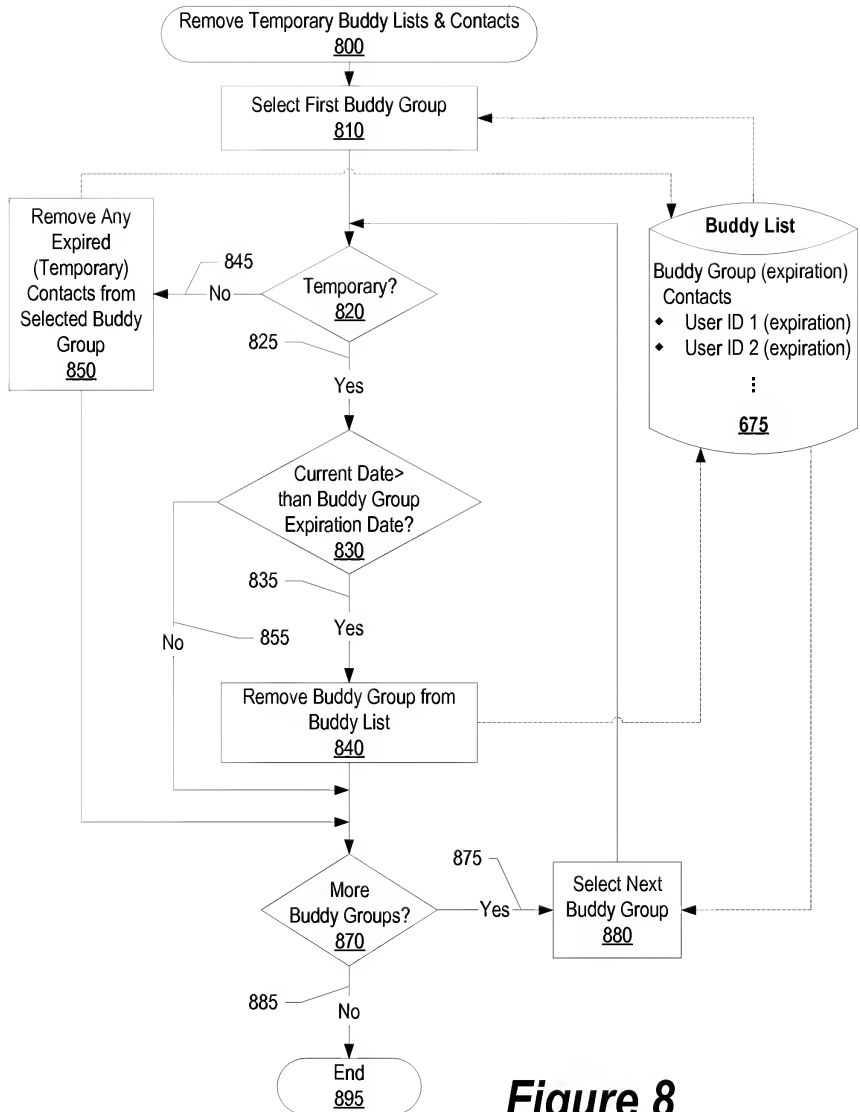 Remove Temporary Buddy Lists & Contacts
800
Select First Buddy Group
810
Remove Any
Expired
(Temporary)
Contacts from
Selected Buddy
Group
850
845
No
Temporary?
820
825
Yes
Buddy List
Buddy Group (expiration)
Contacts
◆ User ID 1 (expiration)
◆ User ID 2 (expiration)
⋮
675
Current Date>
than Buddy Group
Expiration Date?
830
835
Yes
No
855
Remove Buddy Group from
Buddy List
840
More
Buddy Groups?
870
875
Yes
Select Next
Buddy Group
880
885
No
End
895
Figure 8